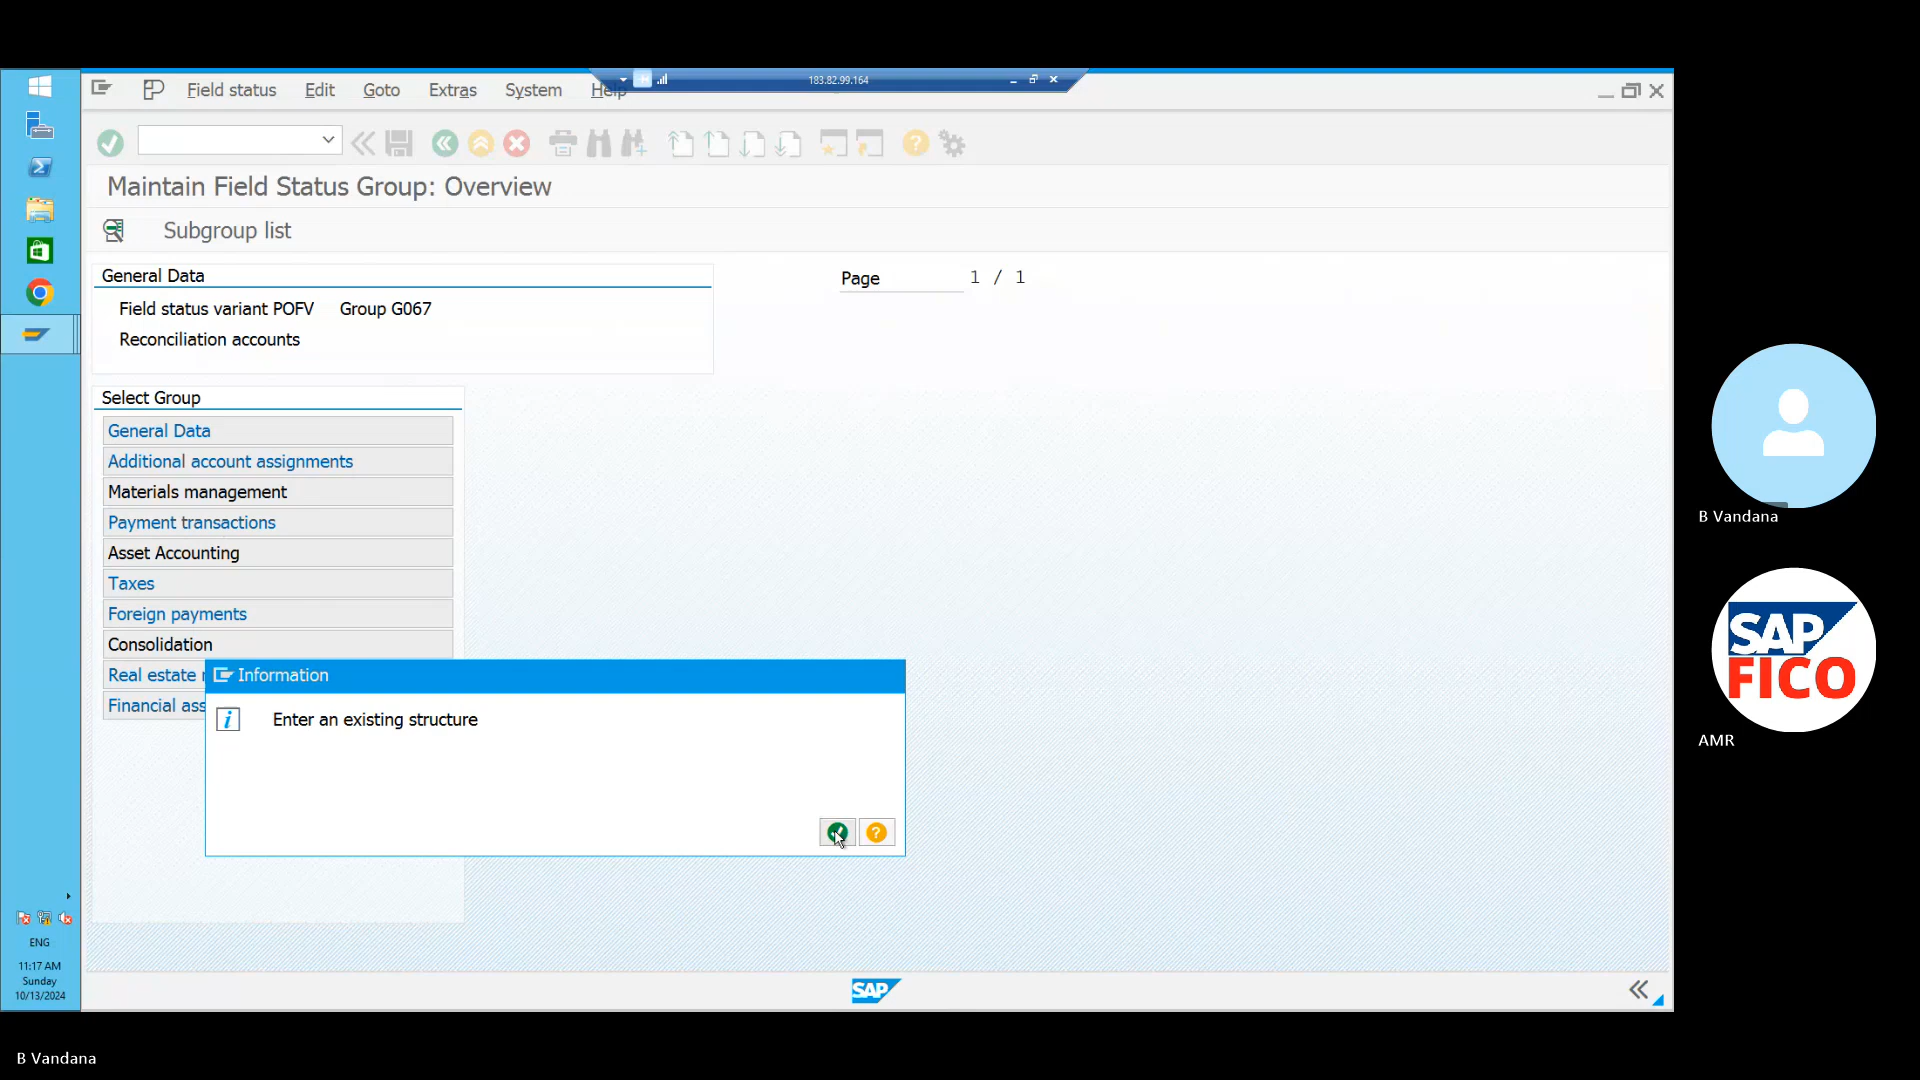 183.82.99.164
Field status Edit Goto Extras System Help
Maintain Field Status Group: Overview
Subgroup list
General Data
Page 1 / 1
Field status variant POFV Group G067
Reconciliation accounts
Select Group
General Data
Additional account assignments
Materials management
Payment transactions
Asset Accounting
Taxes
Foreign payments
Consolidation
Real estate
Financial ass
Information
Enter an existing structure
ENG
11:17 AM
Sunday
10/13/2024
SAP
B Vandana
SAP
FICO
AMR
B Vandana